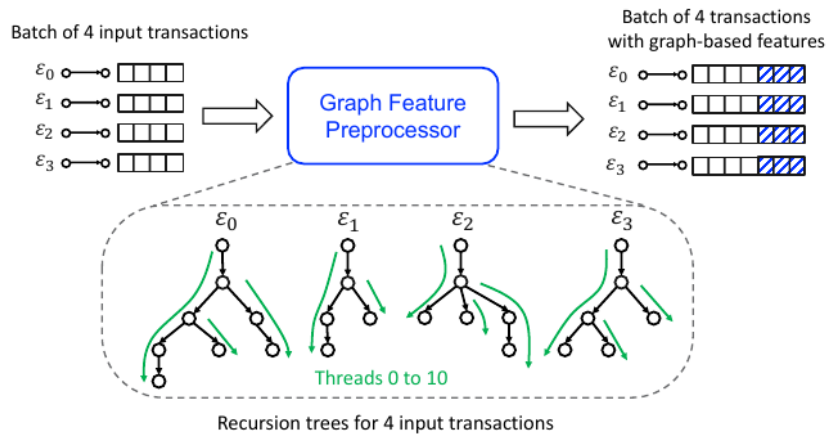 Batch of 4 input transactions
Batch of 4 transactions
with graph-based features
ε0
ε1
ε2
ε3
Graph Feature
Preprocessor
ε0
ε1
ε2
ε3
ε0
ε1
ε2
ε3
Threads 0 to 10
Recursion trees for 4 input transactions